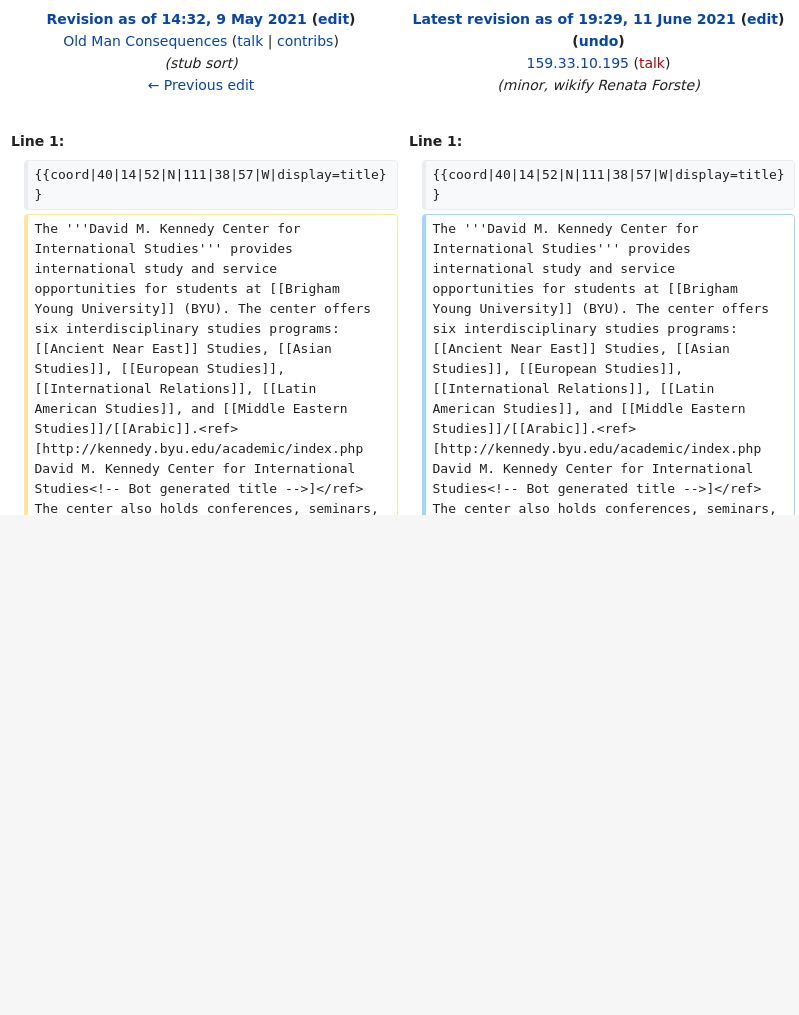 Revision as of 14:32, 9 May 2021 (edit)
Old Man Consequences (talk | contribs)
(stub sort)
← Previous edit
Latest revision as of 19:29, 11 June 2021 (edit)
(undo)
159.33.10.195 (talk)
(minor, wikify Renata Forste)
Line 1:
{{coord|40|14|52|N|111|38|57|W|display=title}
}
The '''David M. Kennedy Center for
International Studies''' provides
international study and service
opportunities for students at [[Brigham
Young University]] (BYU). The center offers
six interdisciplinary studies programs:
[[Ancient Near East]] Studies, [[Asian
Studies]], [[European Studies]],
[[International Relations]], [[Latin
American Studies]], and [[Middle Eastern
Studies]]/[[Arabic]].<ref>
[http://kennedy.byu.edu/academic/index.php
David M. Kennedy Center for International
Studies<!-- Bot generated title -->]</ref>
The center also holds conferences, seminars,
Line 1:
{{coord|40|14|52|N|111|38|57|W|display=title}
}
The '''David M. Kennedy Center for
International Studies''' provides
international study and service
opportunities for students at [[Brigham
Young University]] (BYU). The center offers
six interdisciplinary studies programs:
[[Ancient Near East]] Studies, [[Asian
Studies]], [[European Studies]],
[[International Relations]], [[Latin
American Studies]], and [[Middle Eastern
Studies]]/[[Arabic]].<ref>
[http://kennedy.byu.edu/academic/index.php
David M. Kennedy Center for International
Studies<!-- Bot generated title -->]</ref>
The center also holds conferences, seminars,